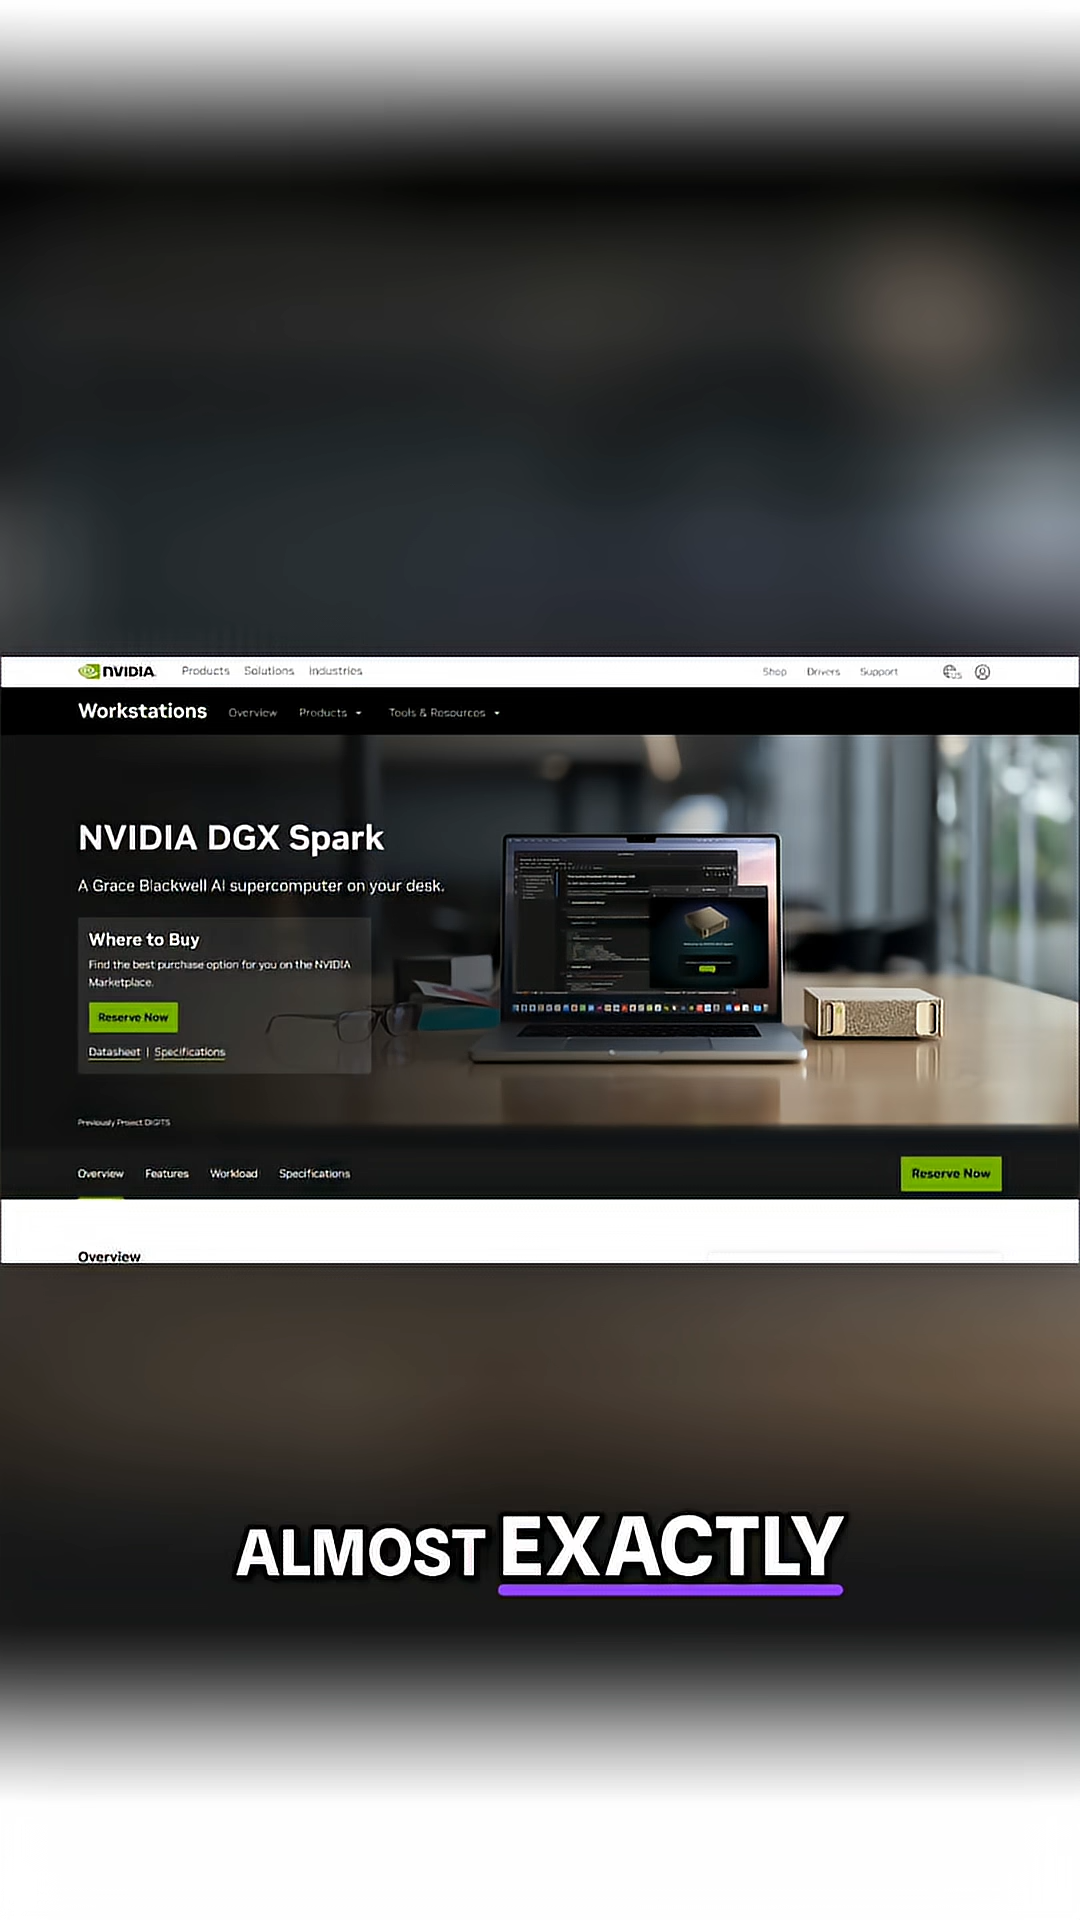 NVIDIA Products Solutions Industries Shop Drivers Support US
Workstations Overview Products Tools & Resources
NVIDIA DGX Spark
A Grace Blackwell AI supercomputer on your desk.
Where to Buy
Find the best purchase option for you on the NVIDIA
Marketplace.
Reserve Now
Datasheet | Specifications
Previously Project DIGITS
Overview Features Workload Specifications Reserve Now
Overview
ALMOST EXACTLY